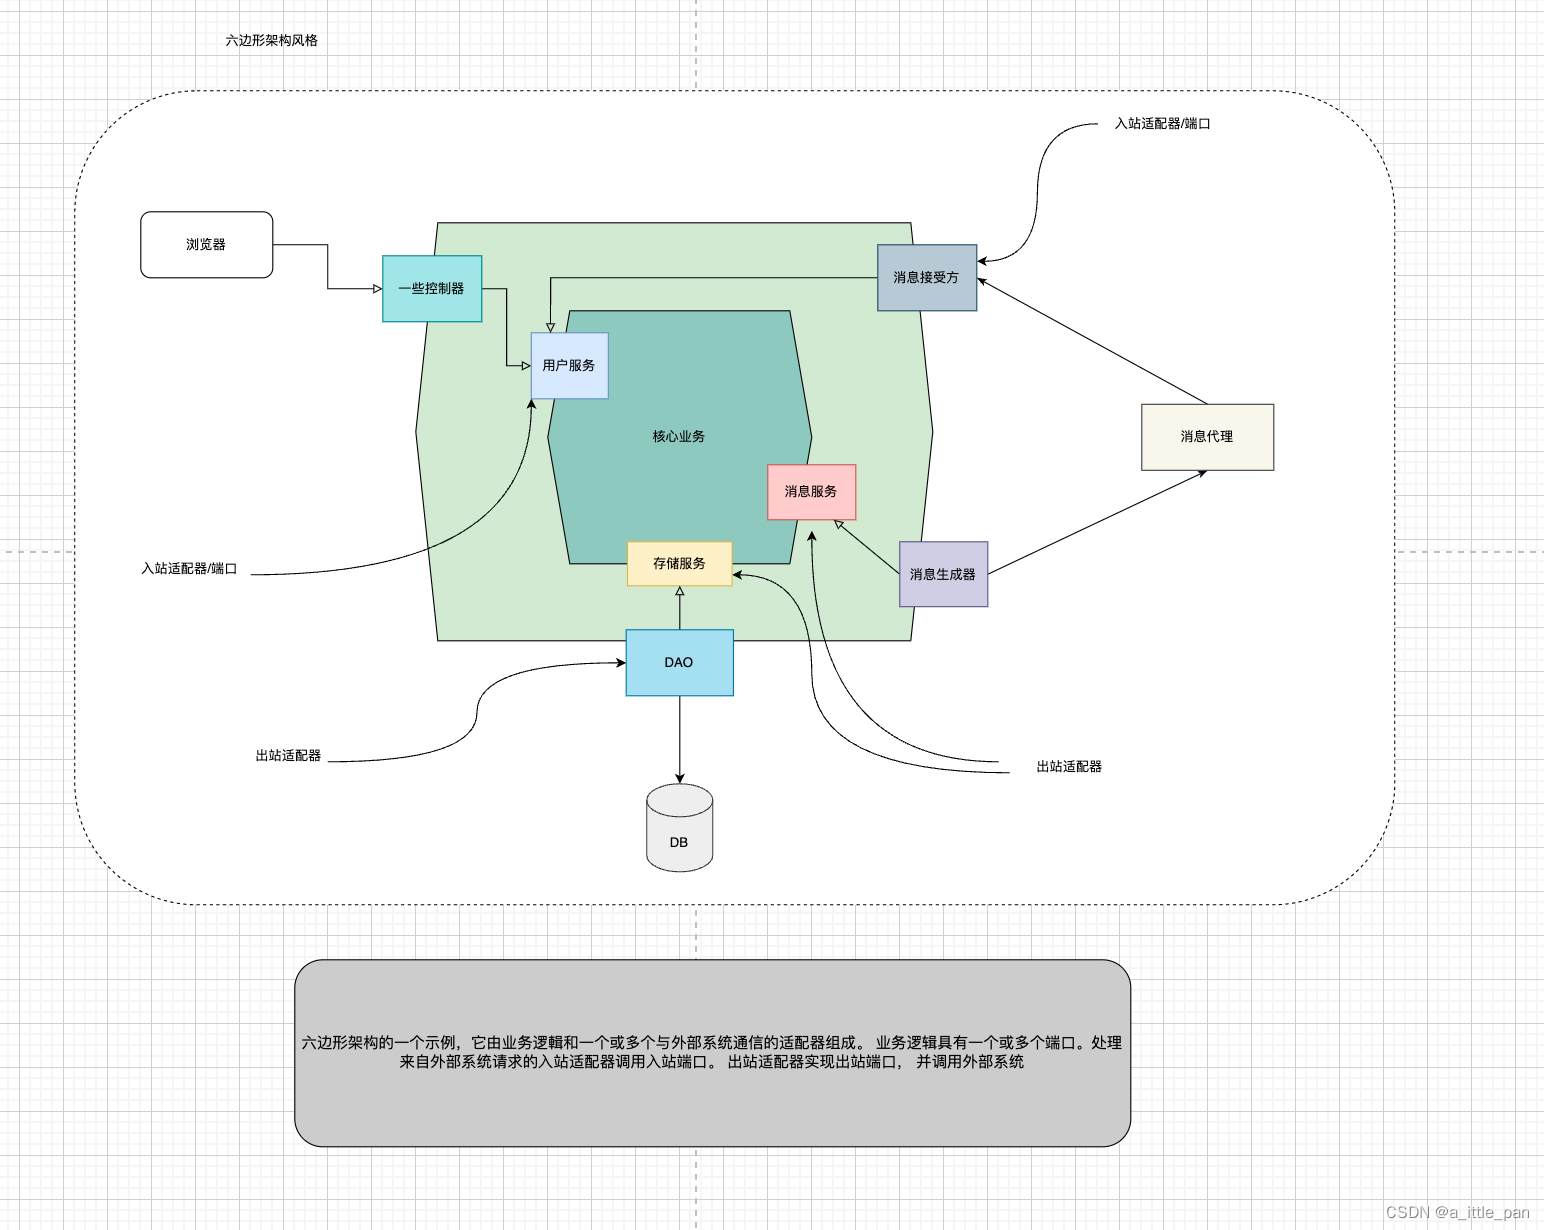 六边形架构风格
入站适配器/端口
浏览器
一些控制器
消息接受方
用户服务
核心业务
消息代理
消息服务
存储服务
入站适配器/端口
消息生成器
DAO
出站适配器
出站适配器
DB
六边形架构的一个示例，它由业务逻辑和一个或多个与外部系统通信的适配器组成。 业务逻辑具有一个或多个端口。处理
来自外部系统请求的入站适配器调用入站端口。 出站适配器实现出站端口， 并调用外部系统
CSDN @a_ittle_pan